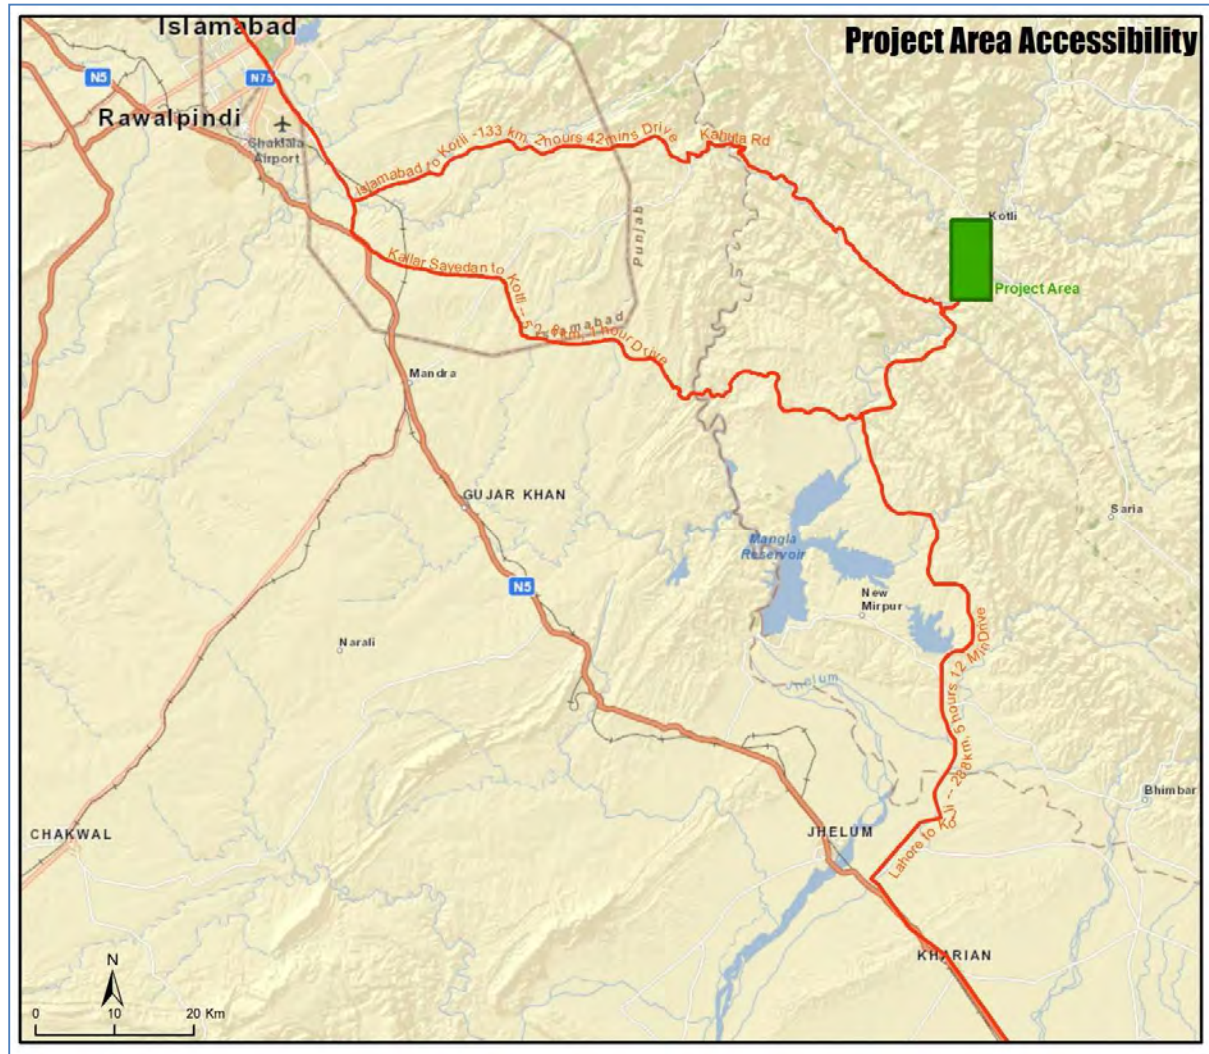 Project Area Accessibility
Islamabad
N5
N75
Rawalpindi
Shaklala
Airport
Islamabad to Kotli -133 km, 2hours 42mins Drive
Kahuta Rd
Punjab
Kotli
Project Area
Kallar Sayedan to Kotli
1 hour Drive
Mandra
GUJAR KHAN
Saria
Mangla
Reservoir
N5
New
Mirpur
Narali
Lahore to Kotli --- 288km, 5 hours 12 Min Drive
Bhimbar
CHAKWAL
JHELUM
KHARIAN
N
0 10 20 Km